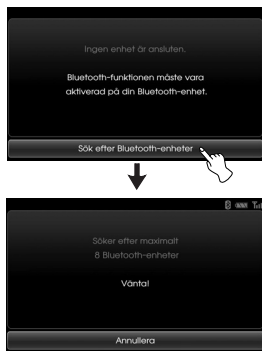 Ingen enhet är ansluten.
Bluetooth-funktionen måste vara
aktiverad på din Bluetooth-enhet.
Sök efter Bluetooth-enheter
Söker efter maximalt
8 Bluetooth-enheter
Vänta!
Annullera